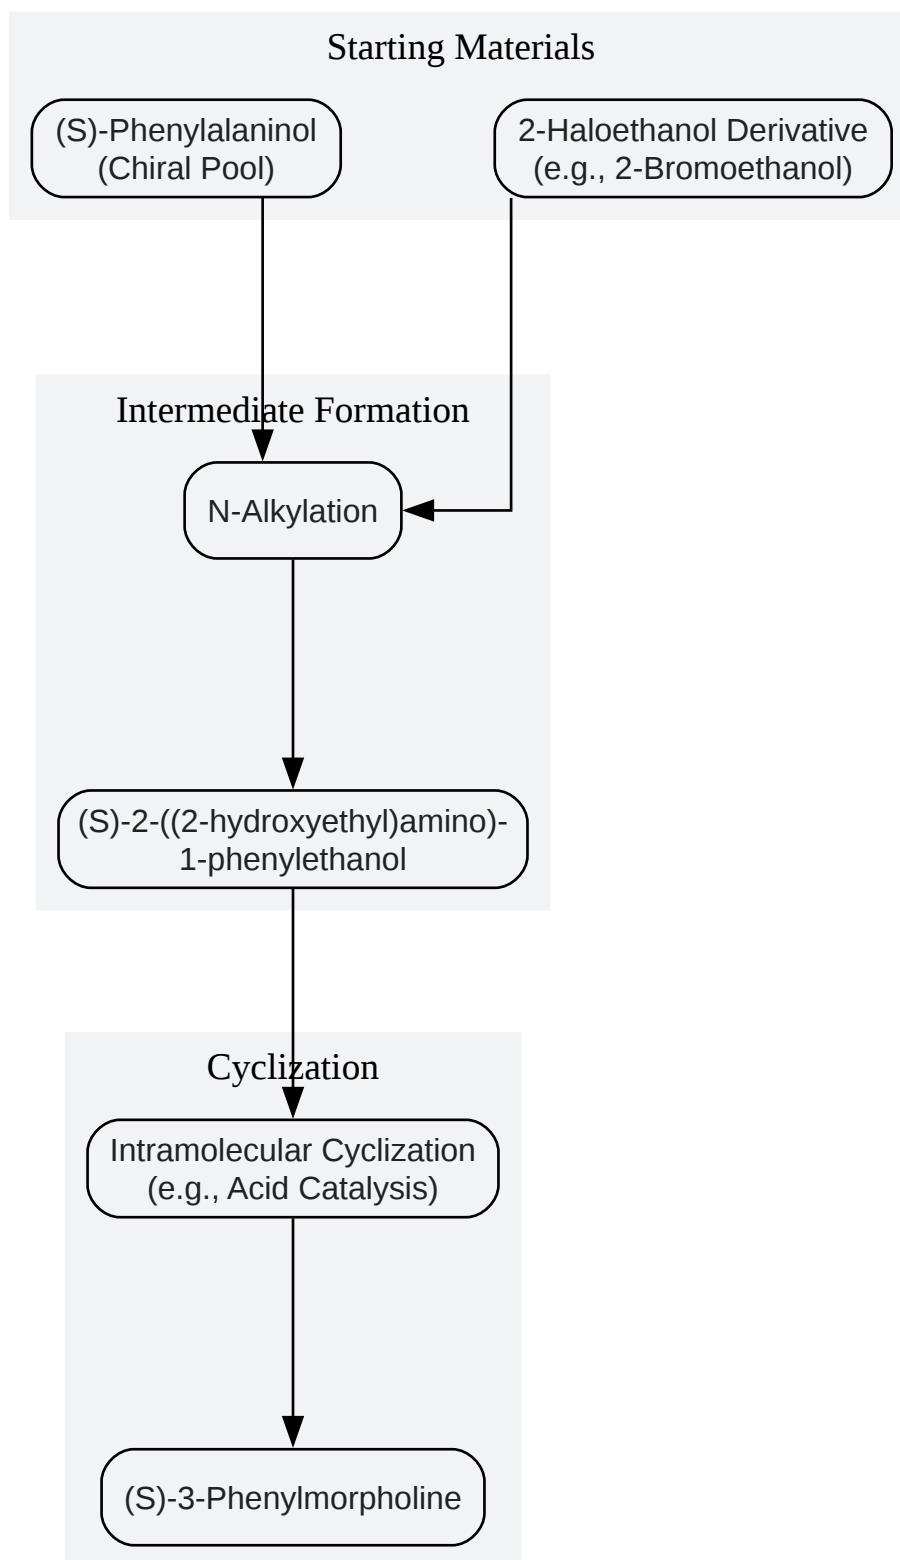 Starting Materials
(S)-Phenylalaninol
(Chiral Pool)
2-Haloethanol Derivative
(e.g., 2-Bromoethanol)
Intermediate Formation
N-Alkylation
(S)-2-((2-hydroxyethyl)amino)-
1-phenylethanol
Cyclization
Intramolecular Cyclization
(e.g., Acid Catalysis)
(S)-3-Phenylmorpholine